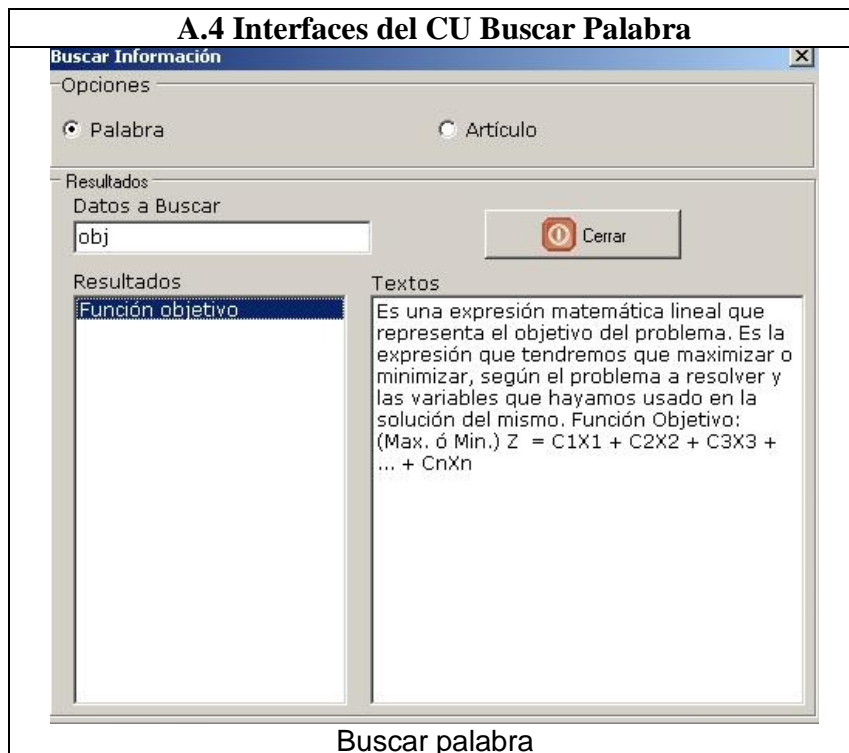 A.4 Interfaces del CU Buscar Palabra
Buscar Información
Opciones
Palabra
Artículo
Resultados
Datos a Buscar
obj
Cerrar
Resultados
Función objetivo
Textos
Es una expresión matemática lineal que
representa el objetivo del problema. Es la
expresión que tendremos que maximizar o
minimizar, según el problema a resolver y
las variables que hayamos usado en la
solución del mismo. Función Objetivo:
(Max. ó Min.) Z = C1X1 + C2X2 + C3X3 +
... + CnXn
Buscar palabra